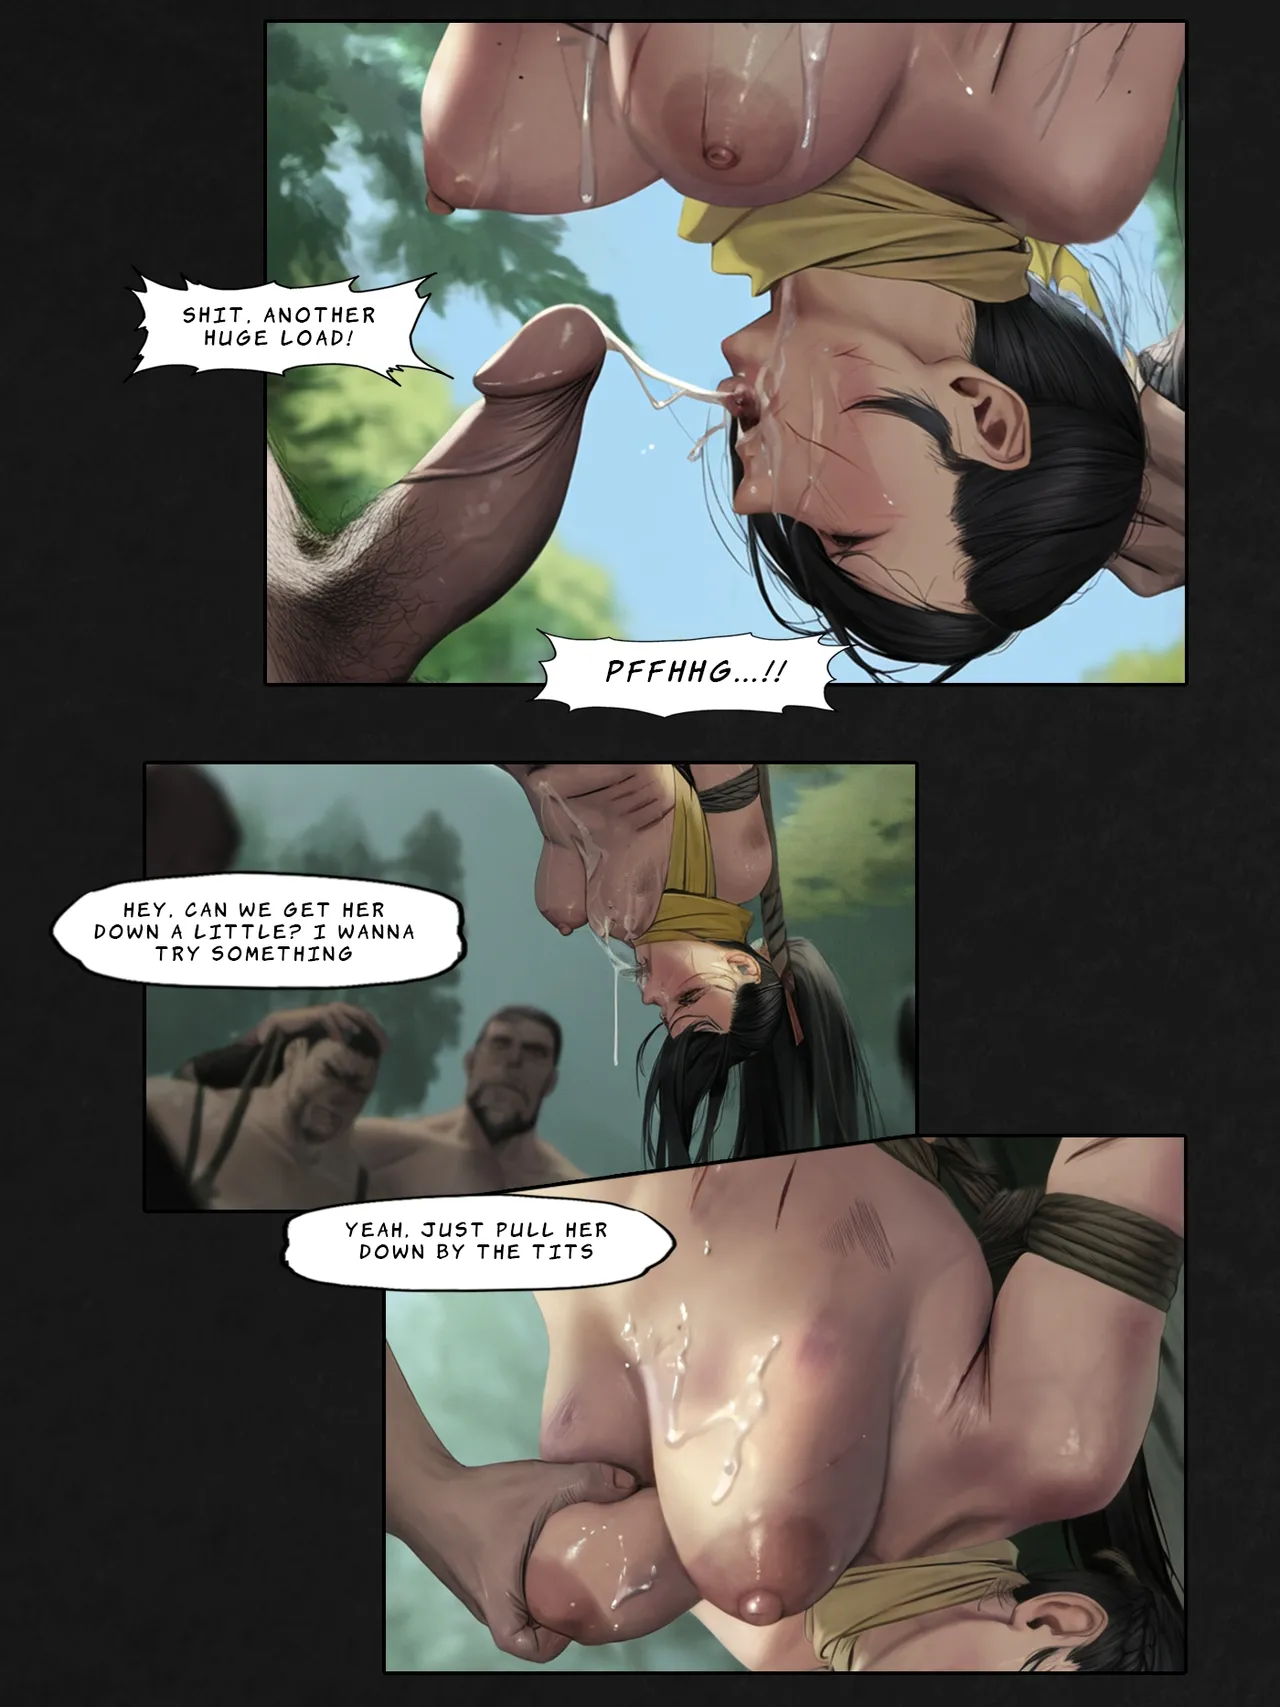 SHIT, ANOTHER
HUGE LOAD!
PFFHHG...!!
HEY, CAN WE GET HER
DOWN A LITTLE? I WANNA
TRY SOMETHING
YEAH, JUST PULL HER
DOWN BY THE TITS